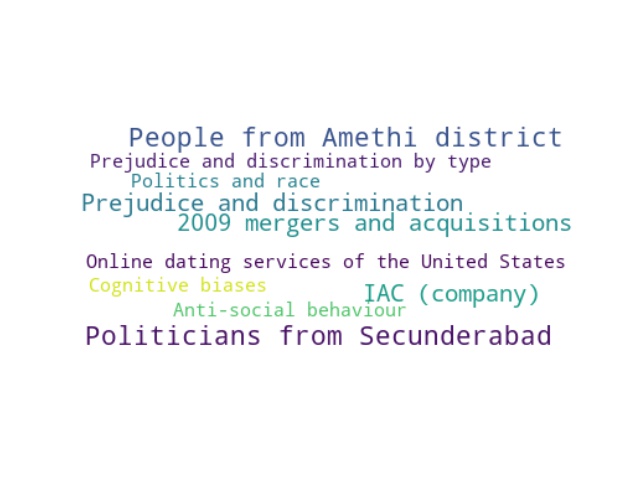 People from Amethi district
Prejudice and discrimination by type
Politics and race
Prejudice and discrimination
2009 mergers and acquisitions
Online dating services of the United States
Cognitive biases
IAC (company)
Anti-social behaviour
Politicians from Secunderabad